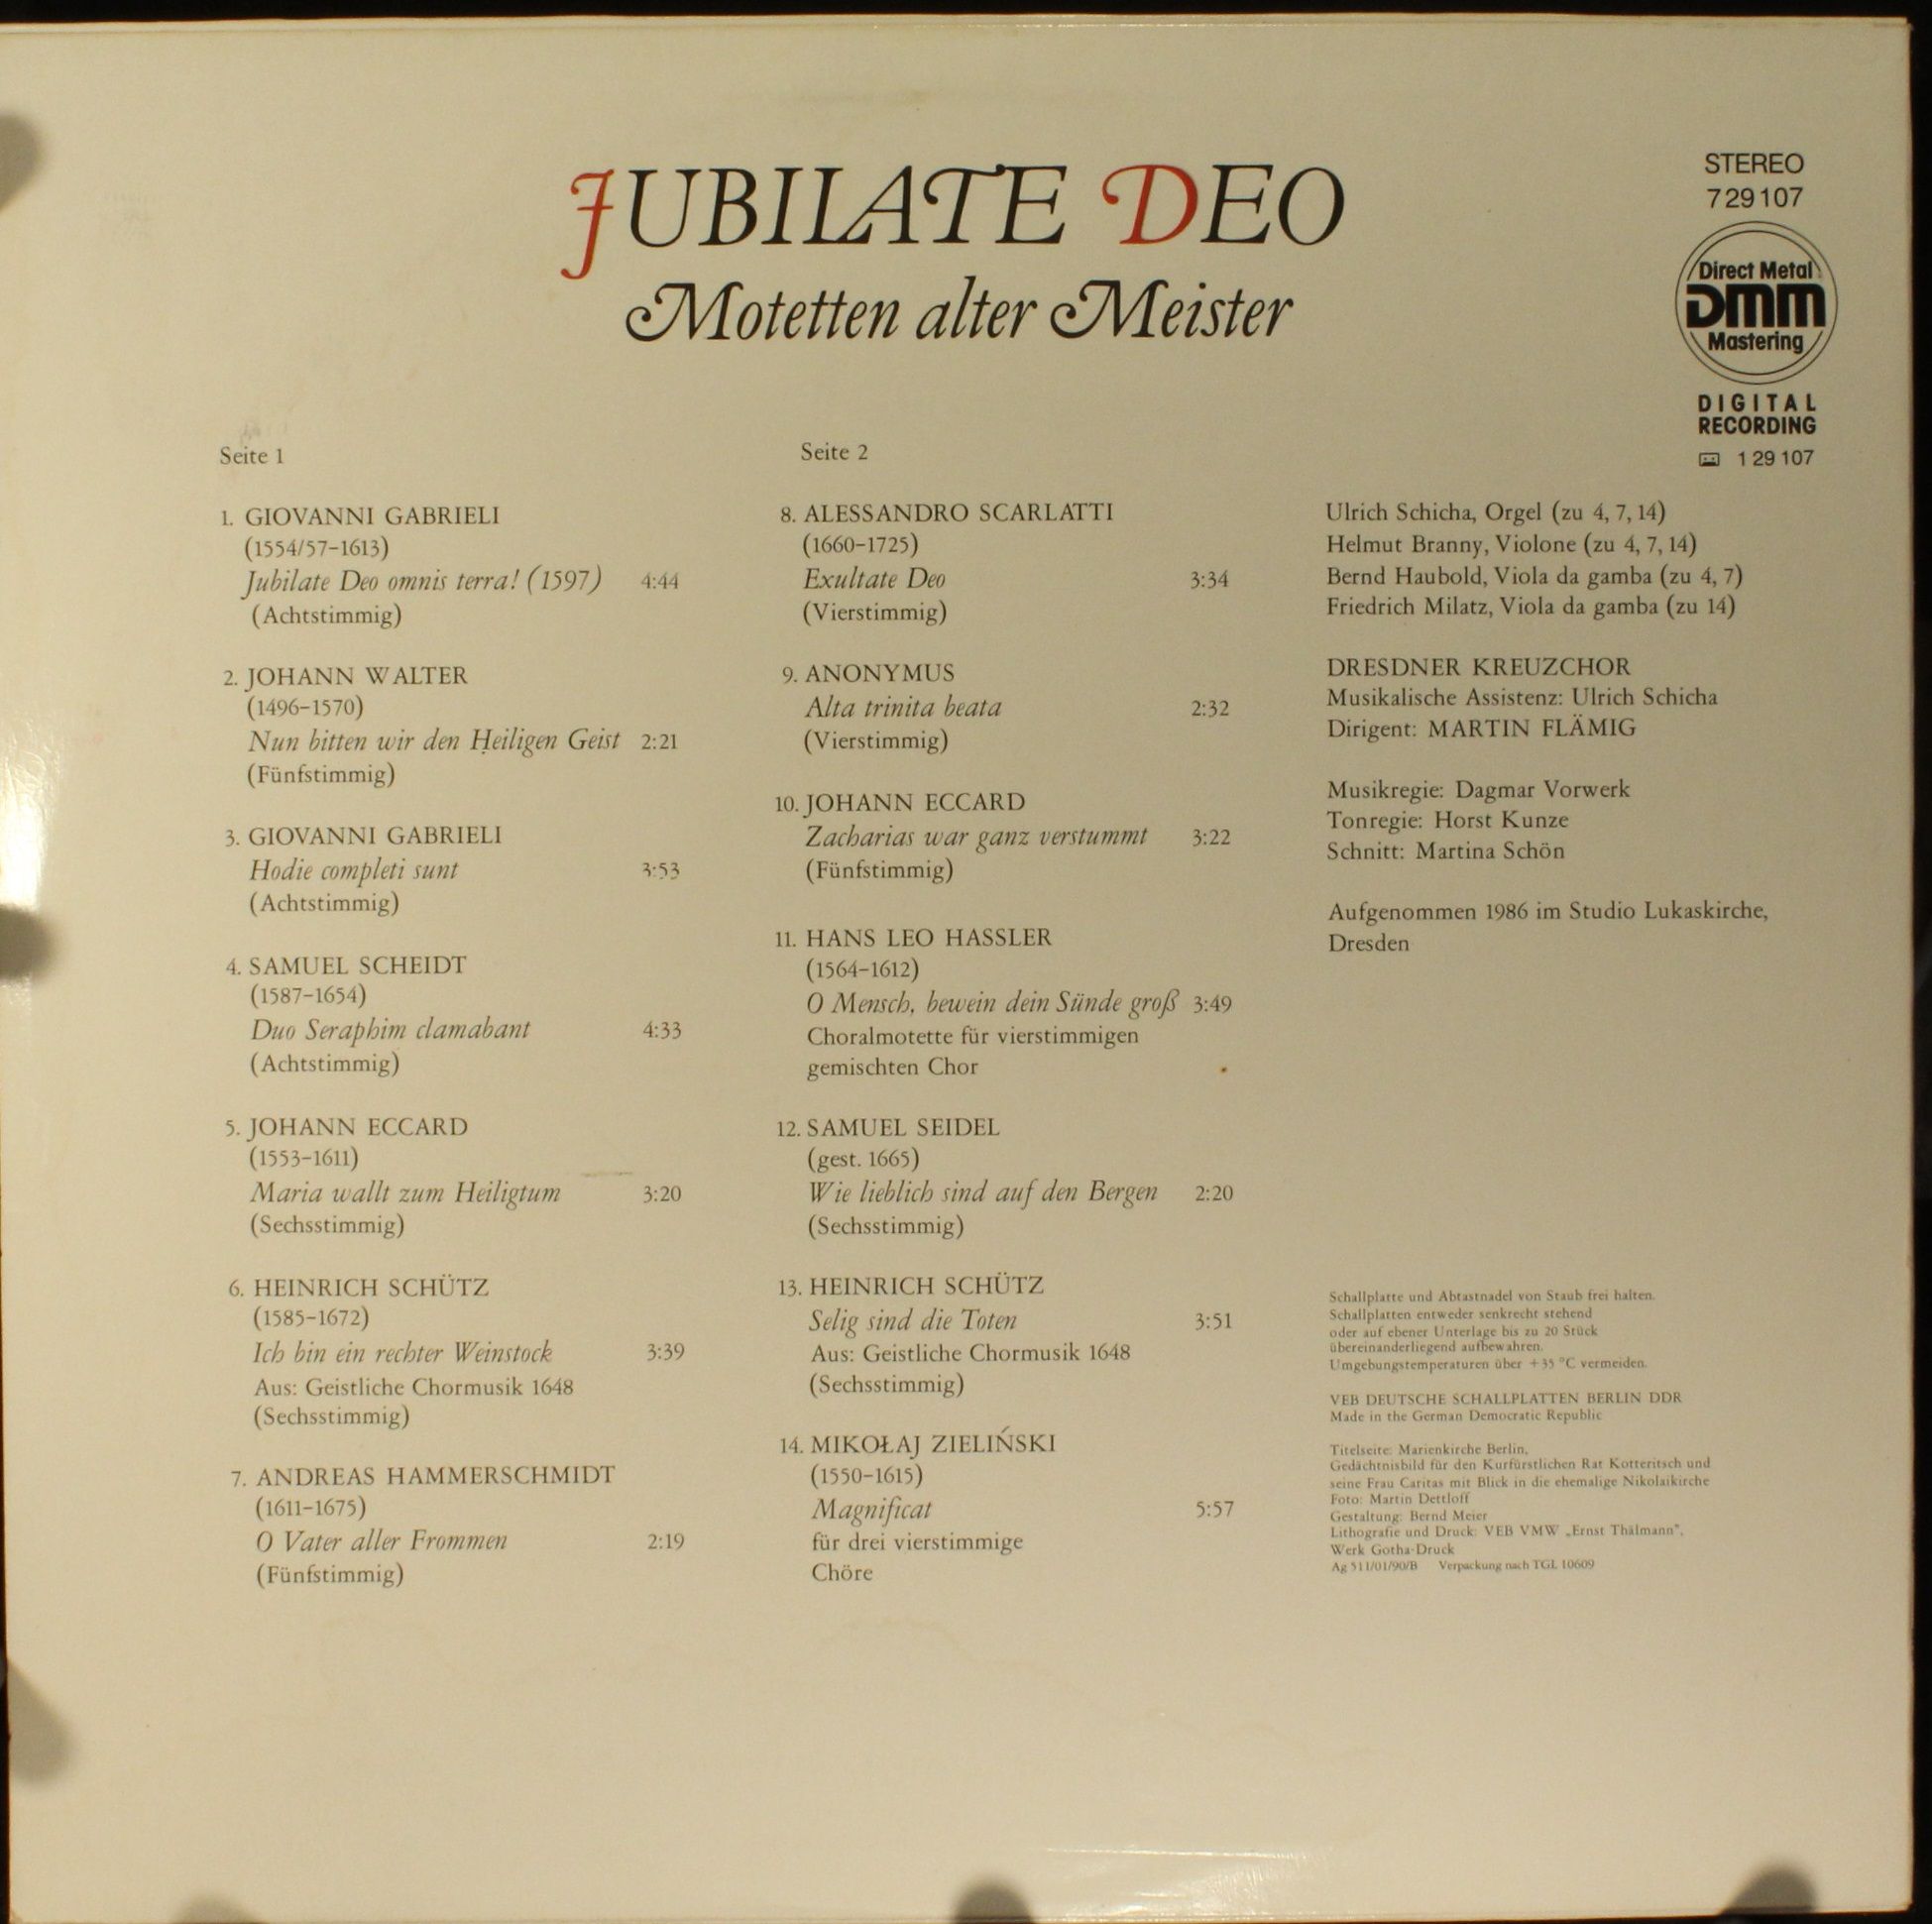 JUBILATE DEO
Motetten alter Meister
STEREO
729107
Direct Metal
DMM
Mastering
DIGITAL
RECORDING
1 29 107
Seite 1
1. GIOVANNI GABRIELI
(1554/57–1613)
Jubilate Deo omnis terra! (1597) 4:44
(Achtstimmig)
2. JOHANN WALTER
(1496–1570)
Nun bitten wir den Heiligen Geist 2:21
(Fünfstimmig)
3. GIOVANNI GABRIELI
Hodie completi sunt 3:53
(Achtstimmig)
4. SAMUEL SCHEIDT
(1587–1654)
Duo Seraphim clamabant 4:33
(Achtstimmig)
5. JOHANN ECCARD
(1553–1611)
Maria wallt zum Heiligtum 3:20
(Sechsstimmig)
6. HEINRICH SCHÜTZ
(1585–1672)
Ich bin ein rechter Weinstock 3:39
Aus: Geistliche Chormusik 1648
(Sechsstimmig)
7. ANDREAS HAMMERSCHMIDT
(1611–1675)
O Vater aller Frommen 2:19
(Fünfstimmig)
Seite 2
8. ALESSANDRO SCARLATTI
(1660–1725)
Exultate Deo 3:34
(Vierstimmig)
9. ANONYMUS
Alta trinita beata 2:32
(Vierstimmig)
10. JOHANN ECCARD
Zacharias war ganz verstummt 3:22
(Fünfstimmig)
11. HANS LEO HASSLER
(1564–1612)
O Mensch, bewein dein Sünde groß 3:49
Choralmotette für vierstimmigen
gemischten Chor
12. SAMUEL SEIDEL
(gest. 1665)
Wie lieblich sind auf den Bergen 2:20
(Sechsstimmig)
13. HEINRICH SCHÜTZ
Selig sind die Toten 3:51
Aus: Geistliche Chormusik 1648
(Sechsstimmig)
14. MIKOŁAJ ZIELIŃSKI
(1550–1615)
Magnificat 5:57
für drei vierstimmige
Chöre
Ulrich Schicha, Orgel (zu 4, 7, 14)
Helmut Branny, Violone (zu 4, 7, 14)
Bernd Haubold, Viola da gamba (zu 4, 7)
Friedrich Milatz, Viola da gamba (zu 14)
DRESDNER KREUZCHOR
Musikalische Assistenz: Ulrich Schicha
Dirigent: MARTIN FLÄMIG
Musikregie: Dagmar Vorwerk
Tonregie: Horst Kunze
Schnitt: Martina Schön
Aufgenommen 1986 im Studio Lukaskirche,
Dresden
Schallplatte und Abtastnadel von Staub frei halten.
Schallplatten entweder senkrecht stehend
oder auf ebener Unterlage bis zu 20 Stück
übereinanderliegend aufbewahren.
Umgebungstemperaturen über +35 °C vermeiden.
VEB DEUTSCHE SCHALLPLATTEN BERLIN DDR
Made in the German Democratic Republic
Titelseite: Marienkirche Berlin,
Gedächtnisbild für den Kurfürstlichen Rat Kotteritsch und
seine Frau Caritas mit Blick in die ehemalige Nikolaikirche
Foto: Martin Dettloff
Gestaltung: Bernd Meier
Lithografie und Druck: VEB VMW „Ernst Thälmann",
Werk Gotha-Druck
Ag 511/01/90/B Verpackung nach TGL 10609